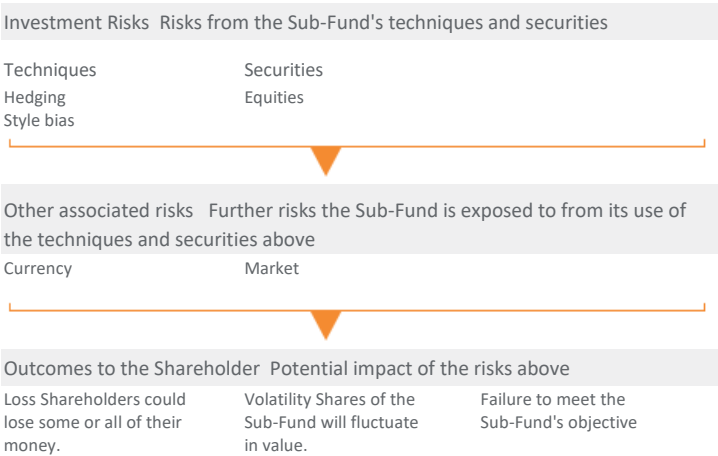 Investment Risks Risks from the Sub-Fund's techniques and securities
Techniques Securities
Hedging Equities
Style bias
Other associated risks Further risks the Sub-Fund is exposed to from its use of
the techniques and securities above
Currency Market
Outcomes to the Shareholder Potential impact of the risks above
Loss Shareholders could
lose some or all of their
money.
Volatility Shares of the
Sub-Fund will fluctuate
in value.
Failure to meet the
Sub-Fund's objective